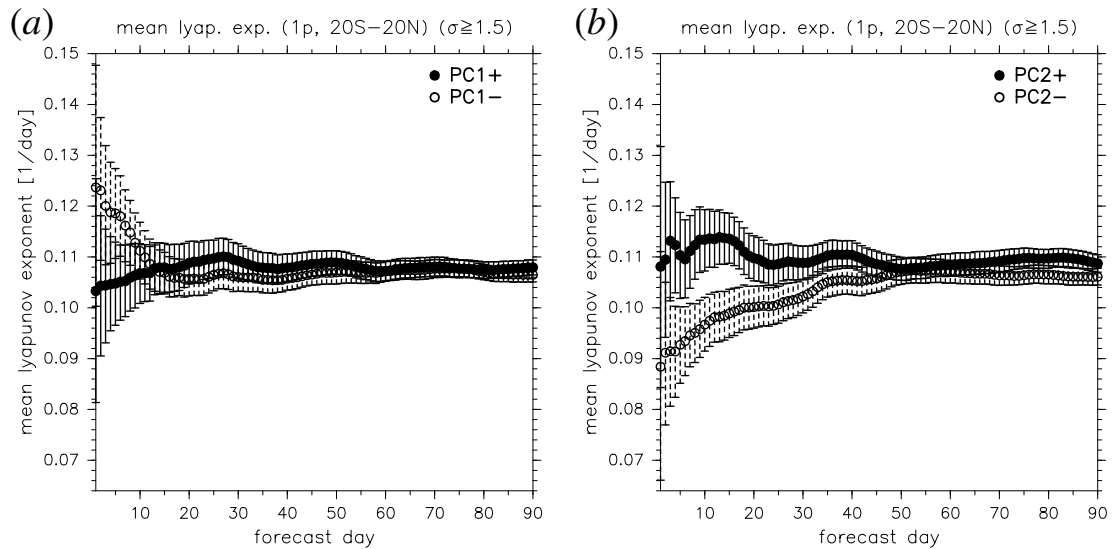 (a)
mean lyap. exp. (1p, 20S−20N) (σ≧1.5)
PC1+
PC1−
mean lyapunov exponent [1/day]
0.15
0.14
0.13
0.12
0.11
0.10
0.09
0.08
0.07
10 20 30 40 50 60 70 80 90
forecast day
(b)
mean lyap. exp. (1p, 20S−20N) (σ≧1.5)
PC2+
PC2−
mean lyapunov exponent [1/day]
0.15
0.14
0.13
0.12
0.11
0.10
0.09
0.08
0.07
10 20 30 40 50 60 70 80 90
forecast day